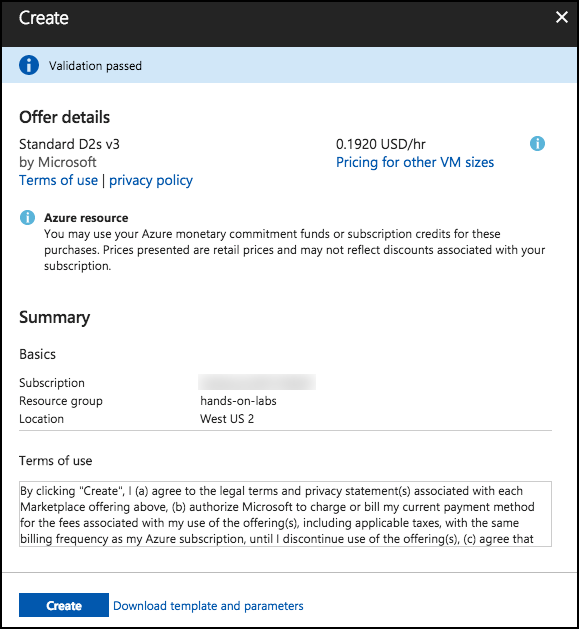 Create
Validation passed
Offer details
Standard D2s v3
0.1920 USD/hr
by Microsoft
Pricing for other VM sizes
Terms of use | privacy policy
Azure resource
You may use your Azure monetary commitment funds or subscription credits for these
purchases. Prices presented are retail prices and may not reflect discounts associated with your
subscription.
Summary
Basics
Subscription
Resource group hands-on-labs
Location West US 2
Terms of use
By clicking "Create", I (a) agree to the legal terms and privacy statement(s) associated with each
Marketplace offering above, (b) authorize Microsoft to charge or bill my current payment method
for the fees associated with my use of the offering(s), including applicable taxes, with the same
billing frequency as my Azure subscription, until I discontinue use of the offering(s), (c) agree that
Create
Download template and parameters